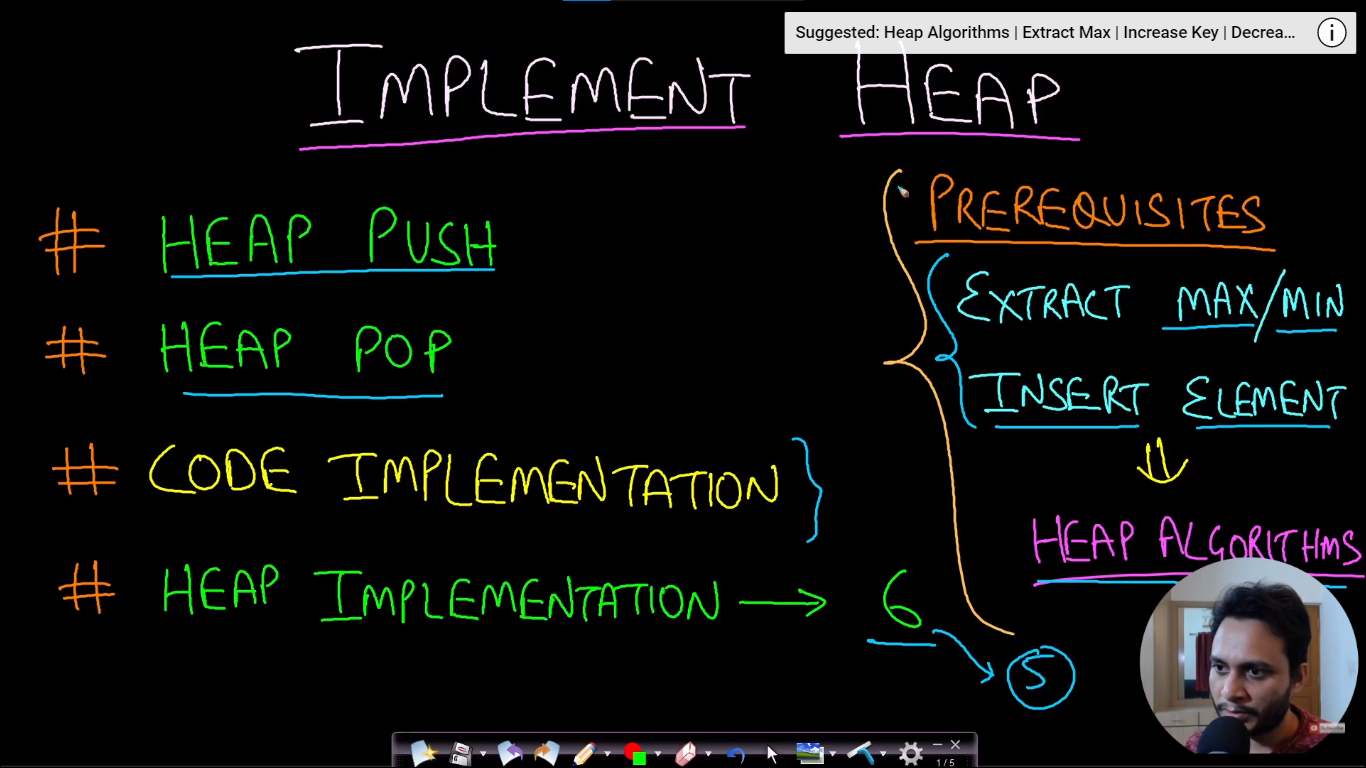 Suggested: Heap Algorithms | Extract Max | Increase Key | Decrea...
IMPLEMENT HEAP
# HEAP PUSH
# HEAP POP
# CODE IMPLEMENTATION
# HEAP IMPLEMENTATION → 6
5
PREREQUISITES
EXTRACT MAX/MIN
INSERT ELEMENT
HEAP ALGORITHMS
Subscribe
1/5